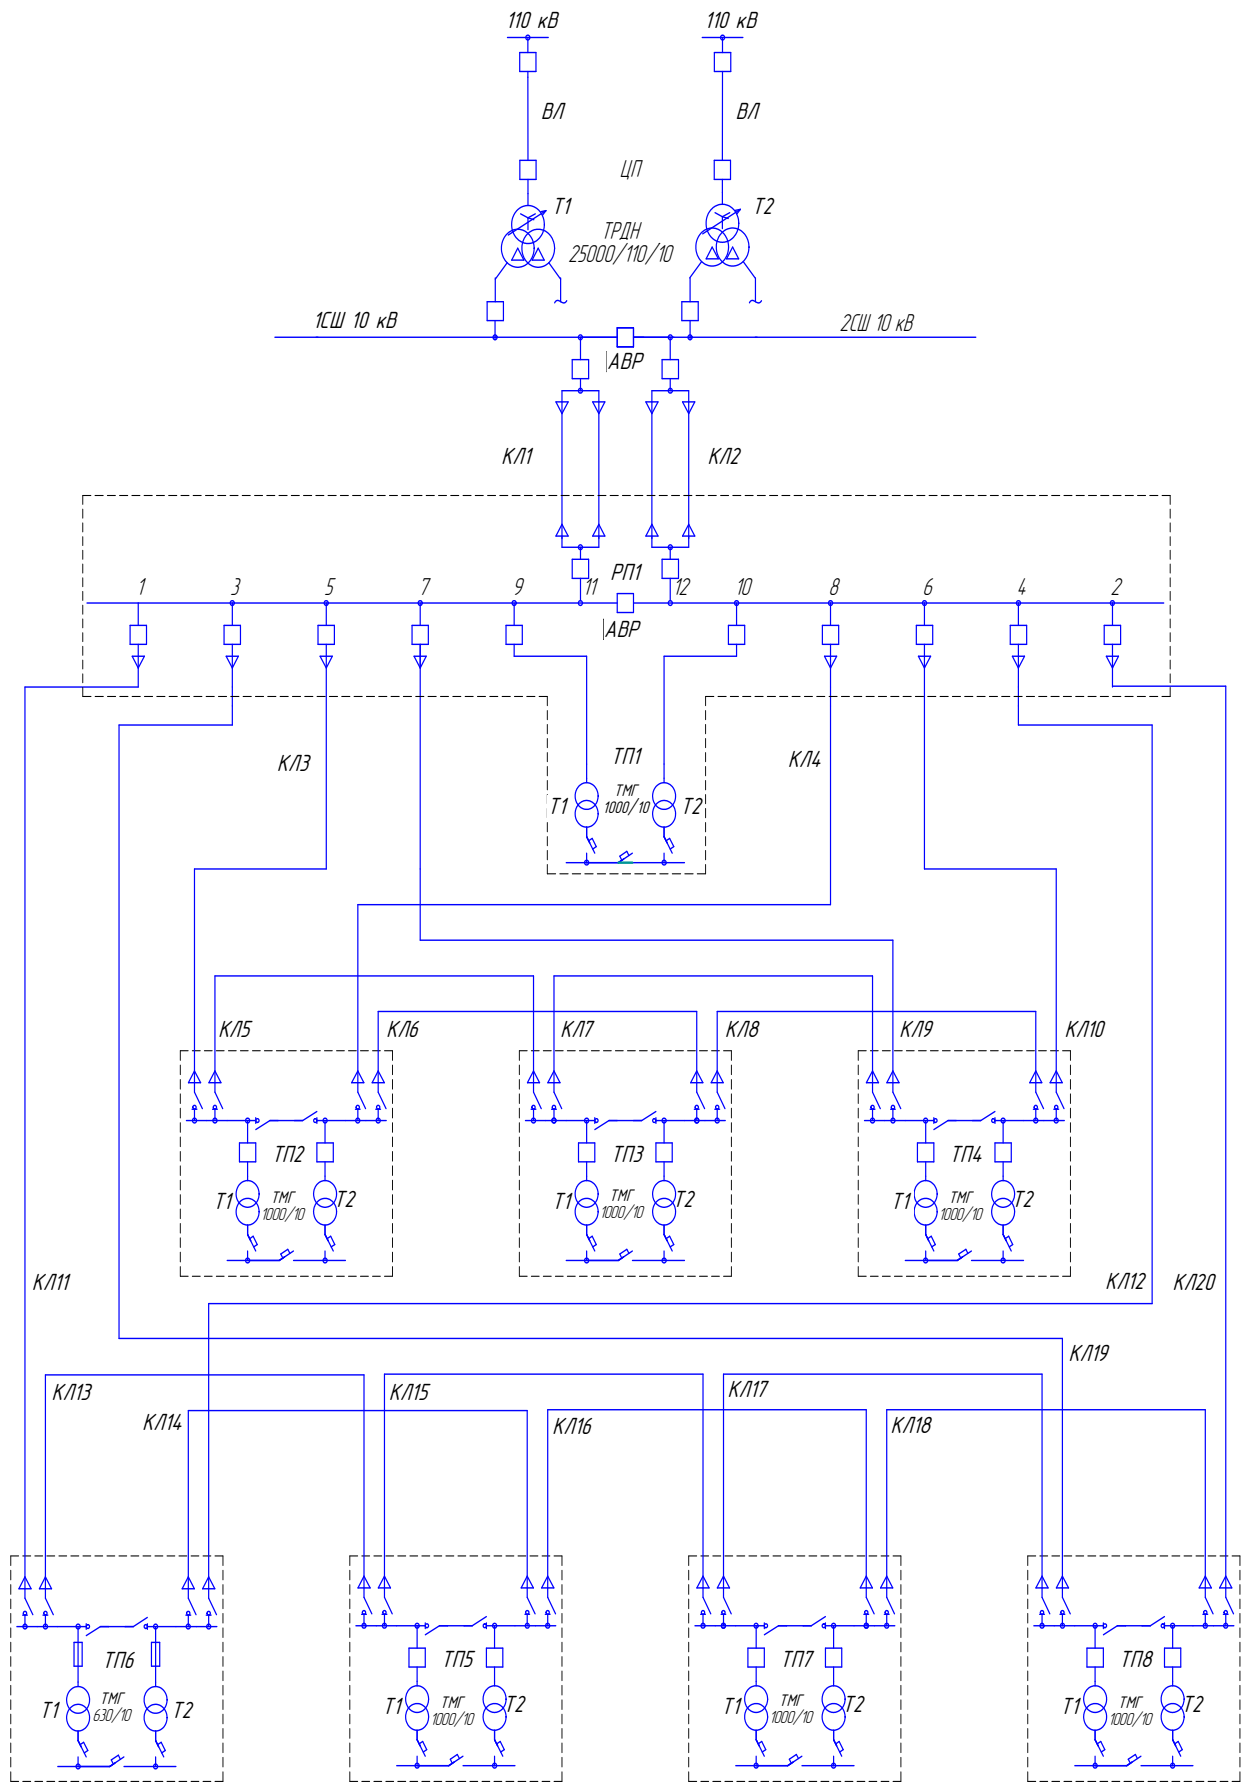 110 кВ 110 кВ
ВЛ ВЛ
ЦП
Т1 Т2
ТРДН
25000/110/10
1СШ 10 кВ 2СШ 10 кВ
АВР
КЛ1 КЛ2
РП1
1 3 5 7 9 11 12 10 8 6 4 2
АВР
КЛ3 ТП1 КЛ4
ТМГ
Т1 1000/10 Т2
КЛ5 КЛ6 КЛ7 КЛ8 КЛ9 КЛ10
ТП2 ТП3 ТП4
Т1 ТМГ Т2 Т1 ТМГ Т2 Т1 ТМГ Т2
1000/10 1000/10 1000/10
КЛ11 КЛ12 КЛ20
КЛ19
КЛ13 КЛ15 КЛ17
КЛ14 КЛ16 КЛ18
ТП6 ТП5 ТП7 ТП8
Т1 ТМГ Т2 Т1 ТМГ Т2 Т1 ТМГ Т2 Т1 ТМГ Т2
630/10 1000/10 1000/10 1000/10